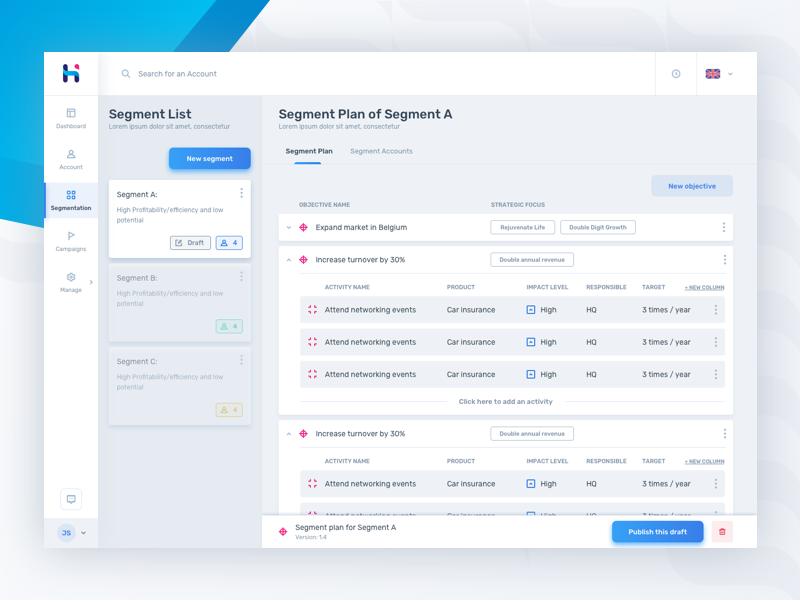 Search for an Account
Dashboard
Account
Segmentation
Campaigns
Manage
JS
Segment List
Lorem ipsum dolor sit amet, consectetur
New segment
Segment A:
High Profitability/efficiency and low
potential
Draft
4
Segment B:
High Profitability/efficiency and low
potential
4
Segment C:
High Profitability/efficiency and low
potential
4
Segment Plan of Segment A
Lorem ipsum dolor sit amet, consectetur
Segment Plan Segment Accounts
New objective
OBJECTIVE NAME STRATEGIC FOCUS
Expand market in Belgium Rejuvenate Life Double Digit Growth
Increase turnover by 30% Double annual revenue
ACTIVITY NAME PRODUCT IMPACT LEVEL RESPONSIBLE TARGET + NEW COLUMN
Attend networking events Car insurance High HQ 3 times / year
Attend networking events Car insurance High HQ 3 times / year
Attend networking events Car insurance High HQ 3 times / year
Click here to add an activity
Increase turnover by 30% Double annual revenue
ACTIVITY NAME PRODUCT IMPACT LEVEL RESPONSIBLE TARGET + NEW COLUMN
Attend networking events Car insurance High HQ 3 times / year
Segment plan for Segment A
Version: 1.4
Publish this draft